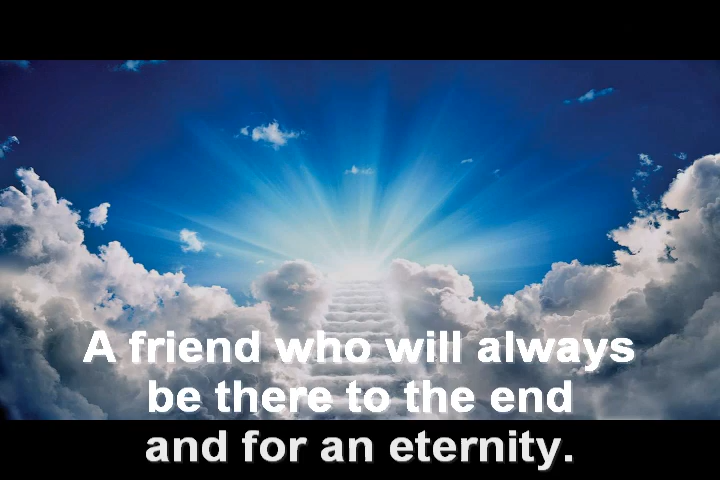 A friend who will always
be there to the end
and for an eternity.